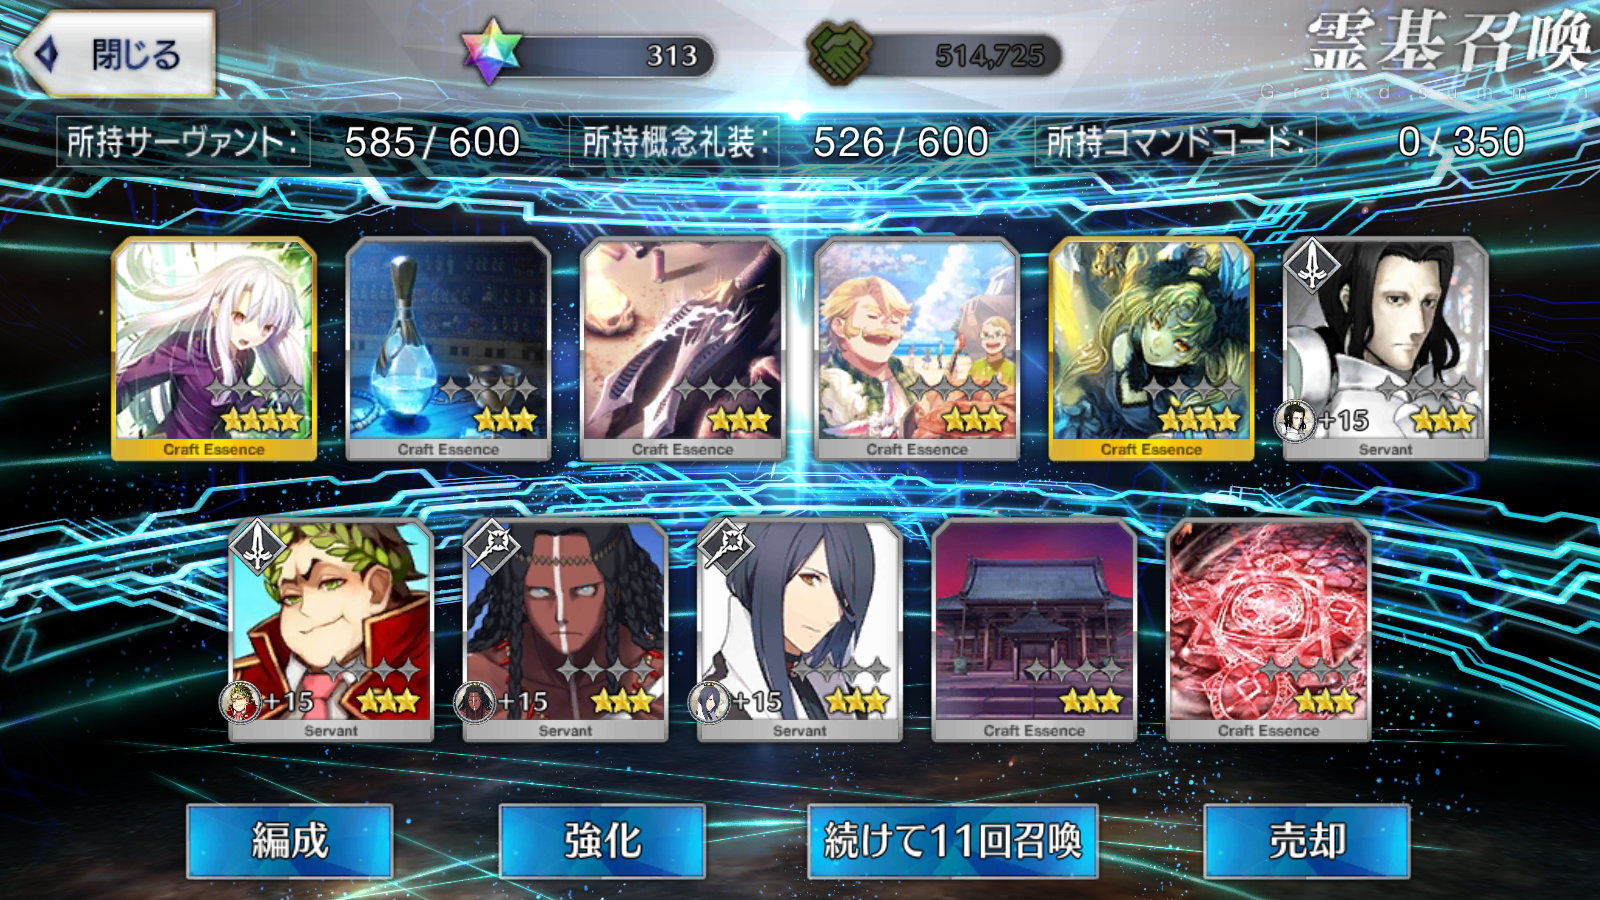 閉じる
313
514,725
霊基召喚
Grand summon
所持サーヴァント: 585/600
所持概念礼装: 526/600
所持コマンドコード: 0/350
Craft Essence
Craft Essence
Craft Essence
Craft Essence
Craft Essence
+15
Servant
+15
Servant
+15
Servant
+15
Servant
Craft Essence
Craft Essence
編成
強化
続けて11回召喚
売却